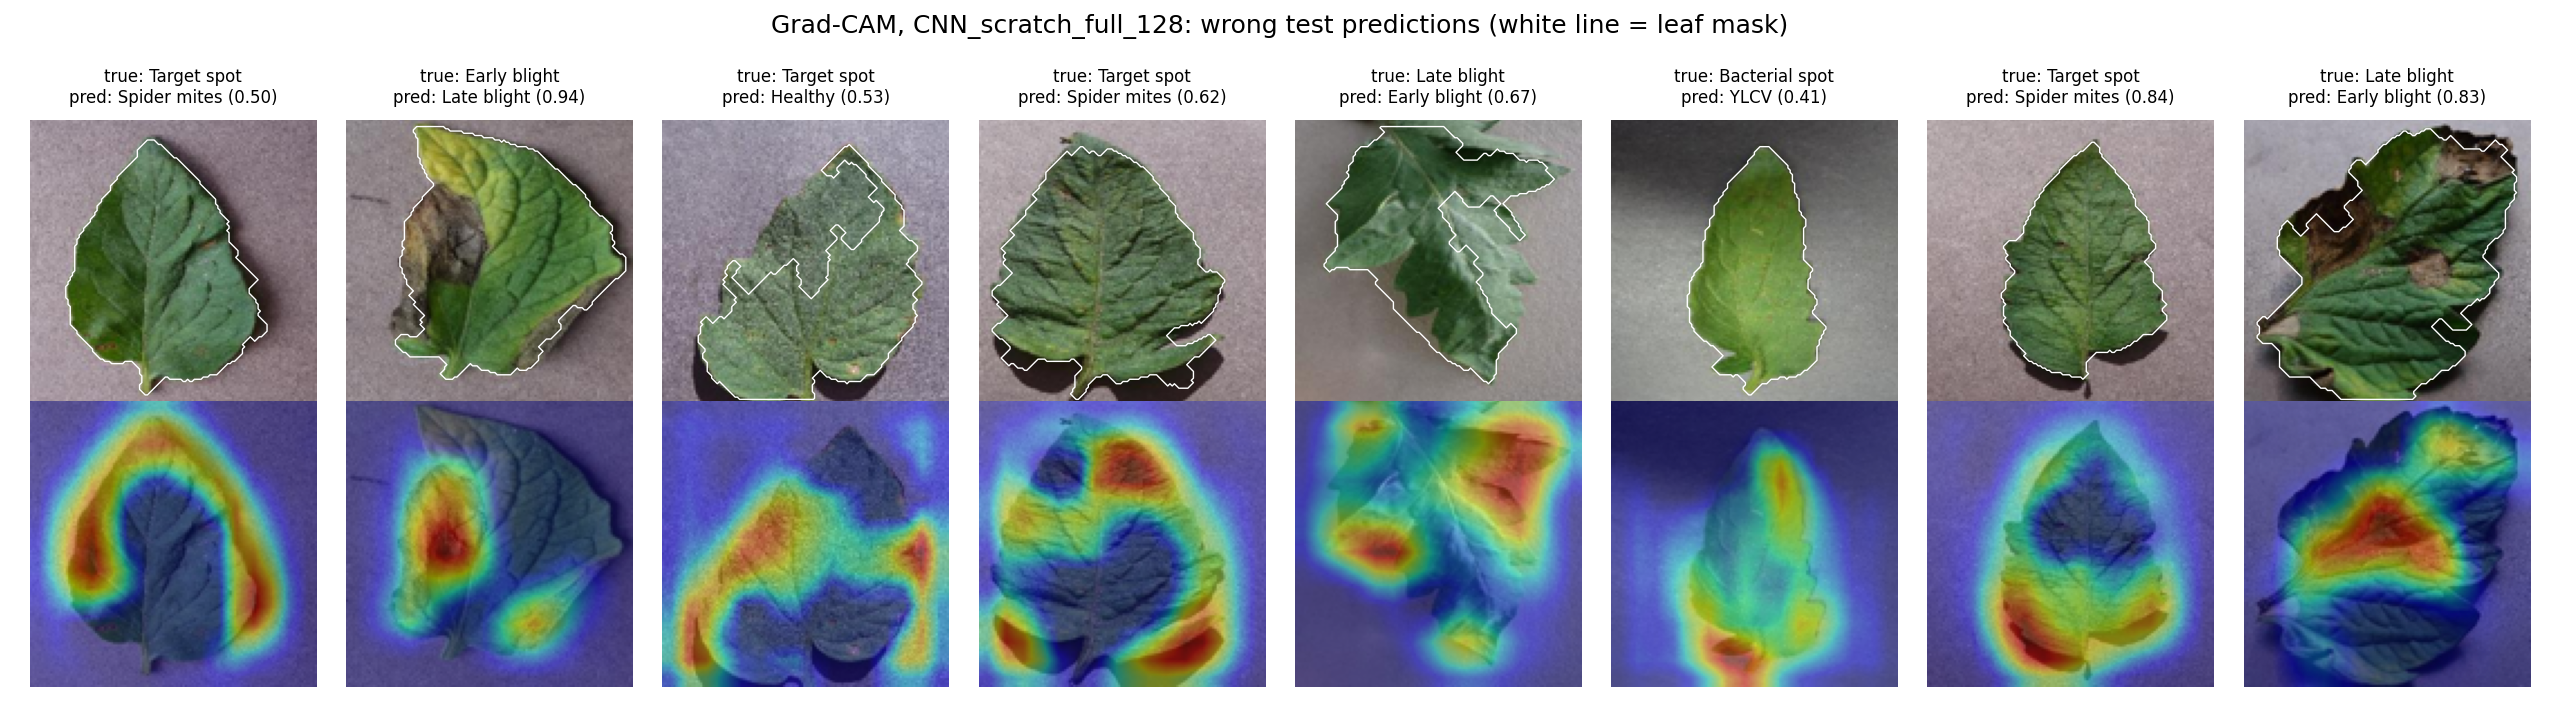 Grad-CAM, CNN_scratch_full_128: wrong test predictions (white line = leaf mask)
true: Target spot
pred: Spider mites (0.50)
true: Early blight
pred: Late blight (0.94)
true: Target spot
pred: Healthy (0.53)
true: Target spot
pred: Spider mites (0.62)
true: Late blight
pred: Early blight (0.67)
true: Bacterial spot
pred: YLCV (0.41)
true: Target spot
pred: Spider mites (0.84)
true: Late blight
pred: Early blight (0.83)